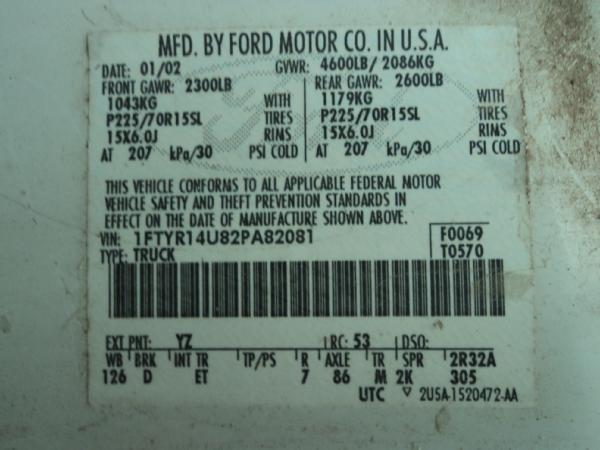 MFD. BY FORD MOTOR CO. IN U.S.A.
DATE: 01/02 GVWR: 4600LB/ 2086KG
FRONT GAWR: 2300LB REAR GAWR: 2600LB
1043KG WITH 1179KG WITH
P225/70R15SL TIRES P225/70R15SL TIRES
15X6.0J RIMS 15X6.0J RIMS
AT 207 kPa/30 PSI COLD AT 207 kPa/30 PSI COLD
THIS VEHICLE CONFORMS TO ALL APPLICABLE FEDERAL MOTOR
VEHICLE SAFETY AND THEFT PREVENTION STANDARDS IN
EFFECT ON THE DATE OF MANUFACTURE SHOWN ABOVE.
VIN: 1FTYR14U82PA82081 F0069
TYPE: TRUCK T0570
EXT PNT: YZ RC: 53 DSO:
WB BRK INT TR TP/PS R AXLE TR SPR 2R32A
126 D ET 7 86 M 2K 305
UTC ▽ 2U5A-1520472-AA